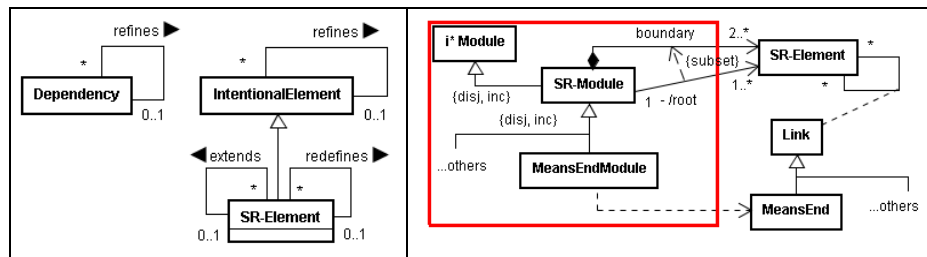 refines ▶
*
Dependency
0..1
refines ▶
*
IntentionalElement
0..1
◀ extends
redefines ▶
*
*
SR-Element
0..1
0..1
i* Module
{disj, inc}
boundary
2..*
SR-Module
{subset}
1 - /root
1..*
SR-Element
*
*
{disj, inc}
...others
MeansEndModule
Link
MeansEnd
...others